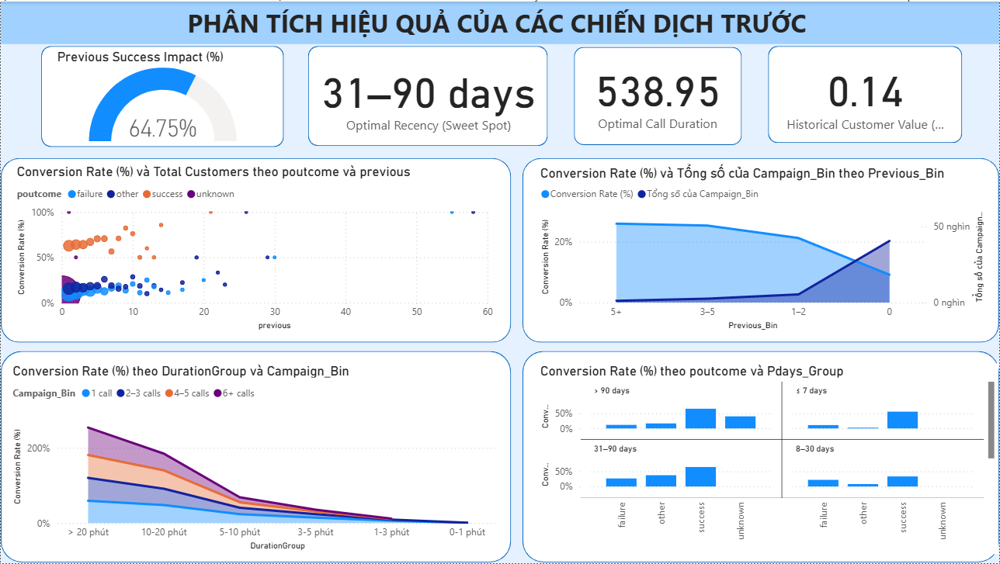 PHÂN TÍCH HIỆU QUẢ CỦA CÁC CHIẾN DỊCH TRƯỚC
Previous Success Impact (%)
64.75%
31–90 days
Optimal Recency (Sweet Spot)
538.95
Optimal Call Duration
0.14
Historical Customer Value (...
Conversion Rate (%) và Total Customers theo poutcome và previous
poutcome failure other success unknown
Conversion Rate (%)
100%
50%
0%
0 10 20 30 40 50 60
previous
Conversion Rate (%) và Tổng số của Campaign_Bin theo Previous_Bin
Conversion Rate (%) Tổng số của Campaign_Bin
Conversion Rate (%)
20%
0%
50 nghìn
0 nghìn
Tổng số của Campaign...
5+ 3–5 1–2 0
Previous_Bin
Conversion Rate (%) theo DurationGroup và Campaign_Bin
Campaign_Bin 1 call 2–3 calls 4–5 calls 6+ calls
Conversion Rate (%)
200%
0%
> 20 phút 10-20 phút 5-10 phút 3-5 phút 1-3 phút 0-1 phút
DurationGroup
Conversion Rate (%) theo poutcome và Pdays_Group
> 90 days ≤ 7 days
Conv...
50%
0%
31–90 days 8–30 days
Conv...
50%
0%
failure other success unknown failure other success unknown